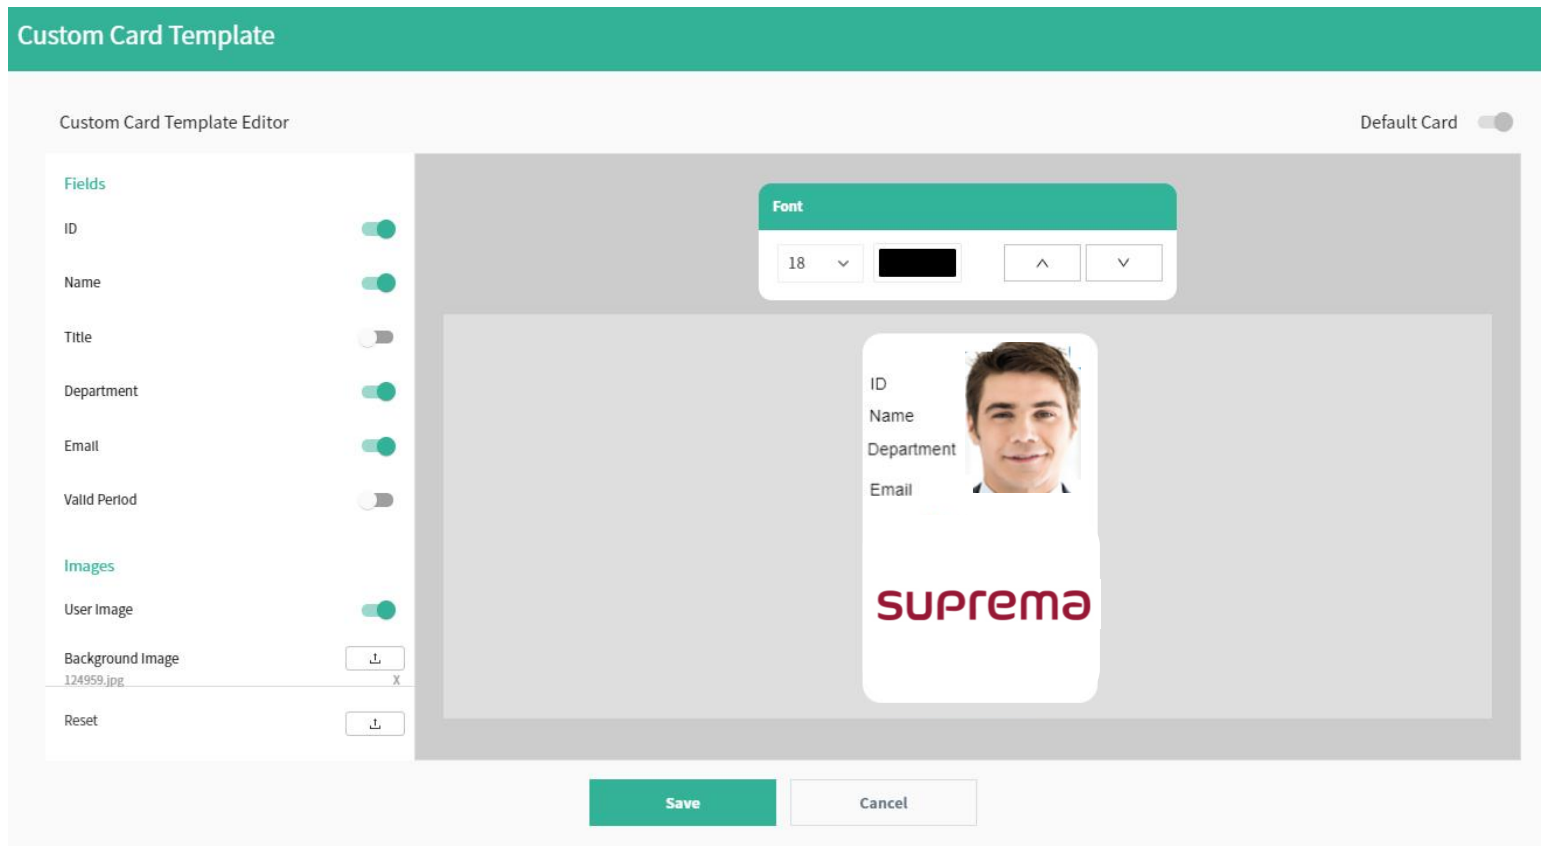 Custom Card Template
Custom Card Template Editor
Default Card
Fields
ID
Name
Title
Department
Email
Valid Period
Images
User Image
Background Image
124959.jpg X
Reset
Font
18
ID
Name
Department
Email
suprema
Save Cancel